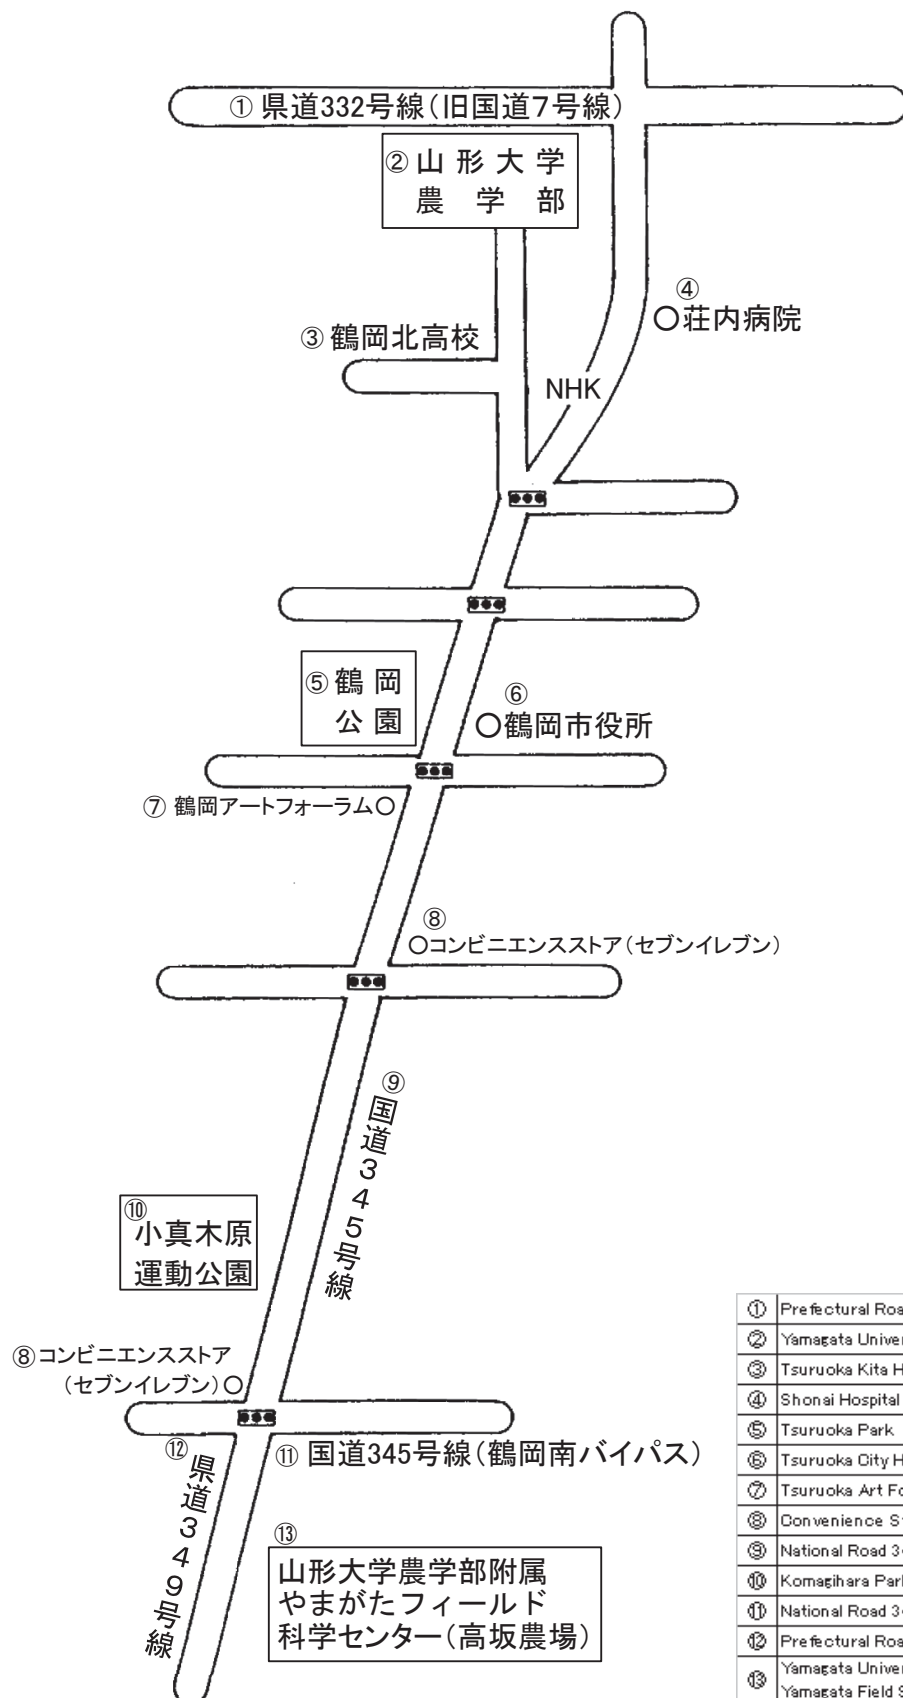 ① 県道332号線(旧国道7号線)
② 山形大学
農学部
③ 鶴岡北高校
④
○荘内病院
NHK
⑤ 鶴岡
公園
⑥
○鶴岡市役所
⑦ 鶴岡アートフォーラム○
⑧
○コンビニエンスストア(セブンイレブン)
⑨
国道345号線
⑩
小真木原
運動公園
⑧コンビニエンスストア
(セブンイレブン)○
⑪ 国道345号線(鶴岡南バイパス)
⑫
県道349号線
⑬
山形大学農学部附属
やまがたフィールド
科学センター(高坂農場)
① Prefectural
② Yamagata
③ Tsuruoka Kita
④ Shonai Hospital
⑤ Tsuruoka Park
⑥ Tsuruoka City
⑦ Tsuruoka Art
⑧ Convenience
⑨ National Road
⑩ Komagihara
⑪ National Road
⑫ Prefectural
⑬ Yamagata
Yamagata Field